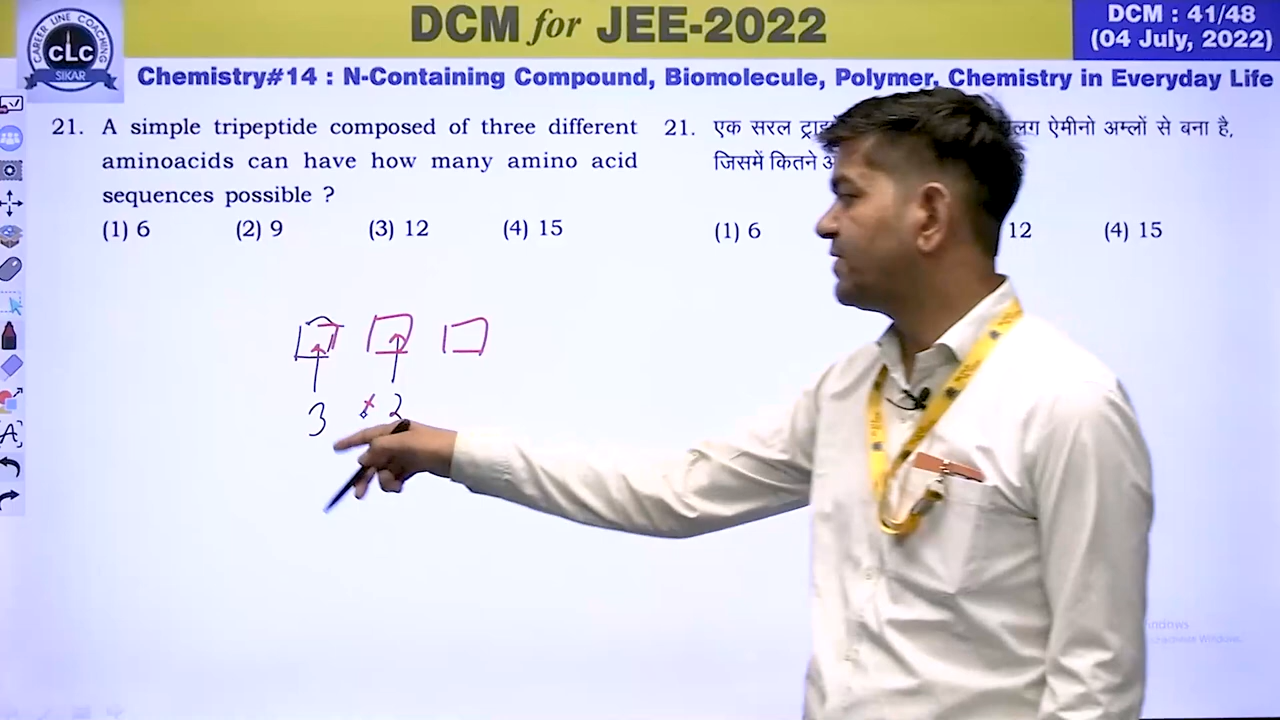 DCM for JEE-2022
DCM : 41/48
(04 July, 2022)
CAREER LINE COACHING
CLC
SIKAR
Chemistry#14 : N-Containing Compound, Biomolecule, Polymer, Chemistry in Everyday Life
21. A simple tripeptide composed of three different
aminoacids can have how many amino acid
sequences possible ?
(1) 6 (2) 9 (3) 12 (4) 15
21. एक सरल ऐमीनो अम्लों से बना है,
जिसमें कितने
(1) 6 12 (4) 15
3 × 2